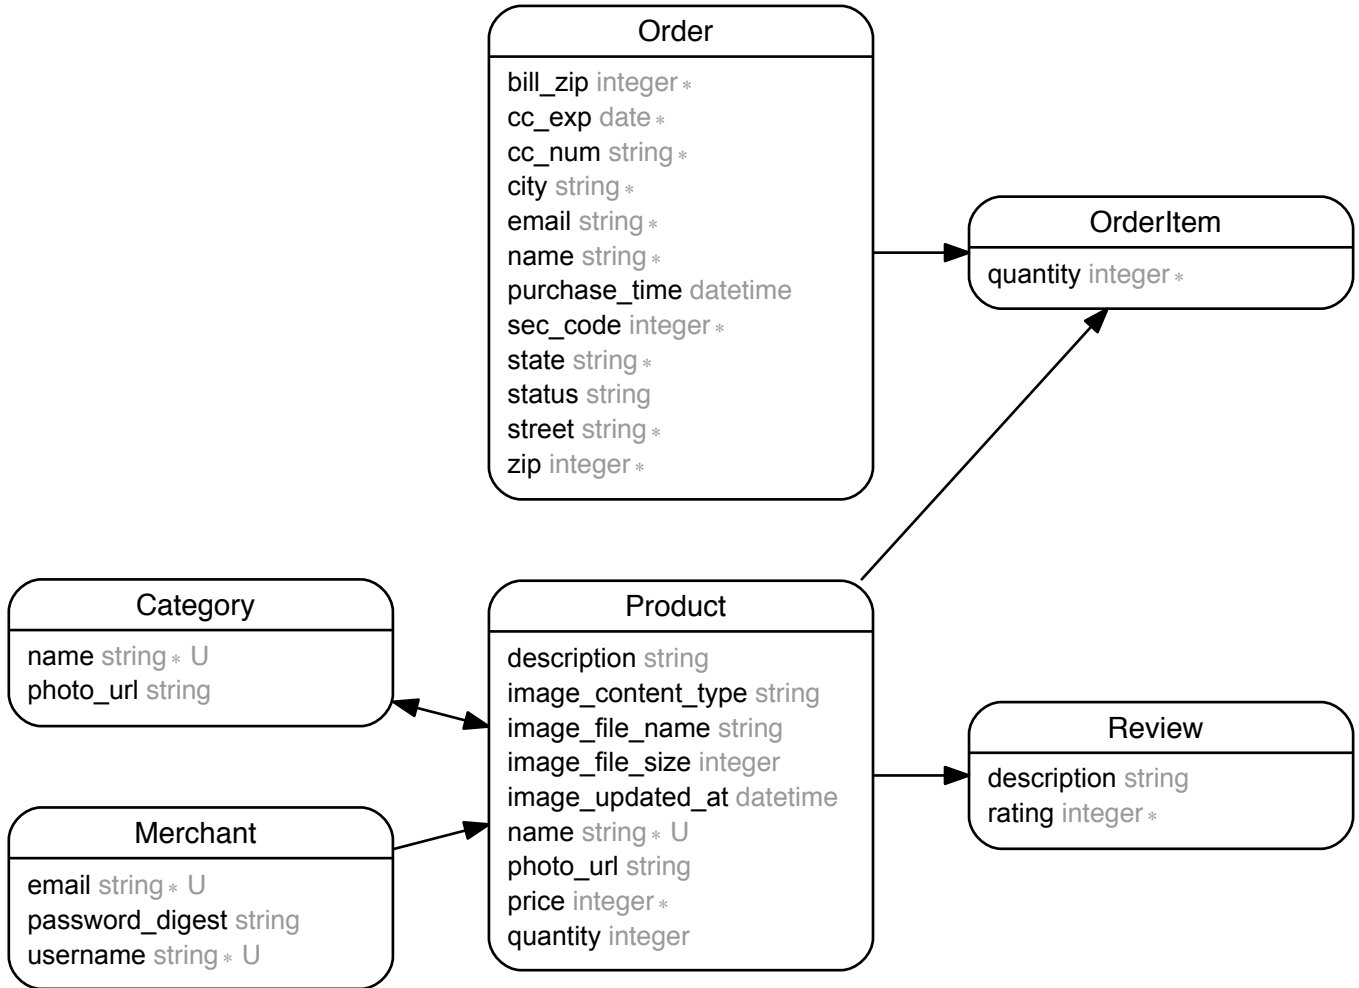 Order
bill_zip integer *
cc_exp date *
cc_num string *
city string *
email string *
name string *
purchase_time datetime
sec_code integer *
state string *
status string
street string *
zip integer *
OrderItem
quantity integer *
Category
name string * U
photo_url string
Merchant
email string * U
password_digest string
username string * U
Product
description string
image_content_type string
image_file_name string
image_file_size integer
image_updated_at datetime
name string * U
photo_url string
price integer *
quantity integer
Review
description string
rating integer *